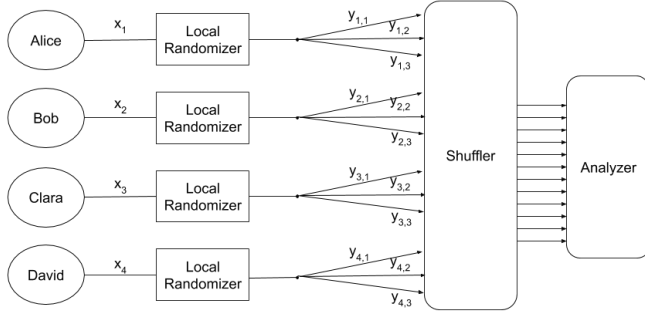 Alice
x1
Local
Randomizer
y1,1
y1,2
y1,3
Bob
x2
Local
Randomizer
y2,1
y2,2
y2,3
Clara
x3
Local
Randomizer
y3,1
y3,2
y3,3
David
x4
Local
Randomizer
y4,1
y4,2
y4,3
Shuffler
Analyzer